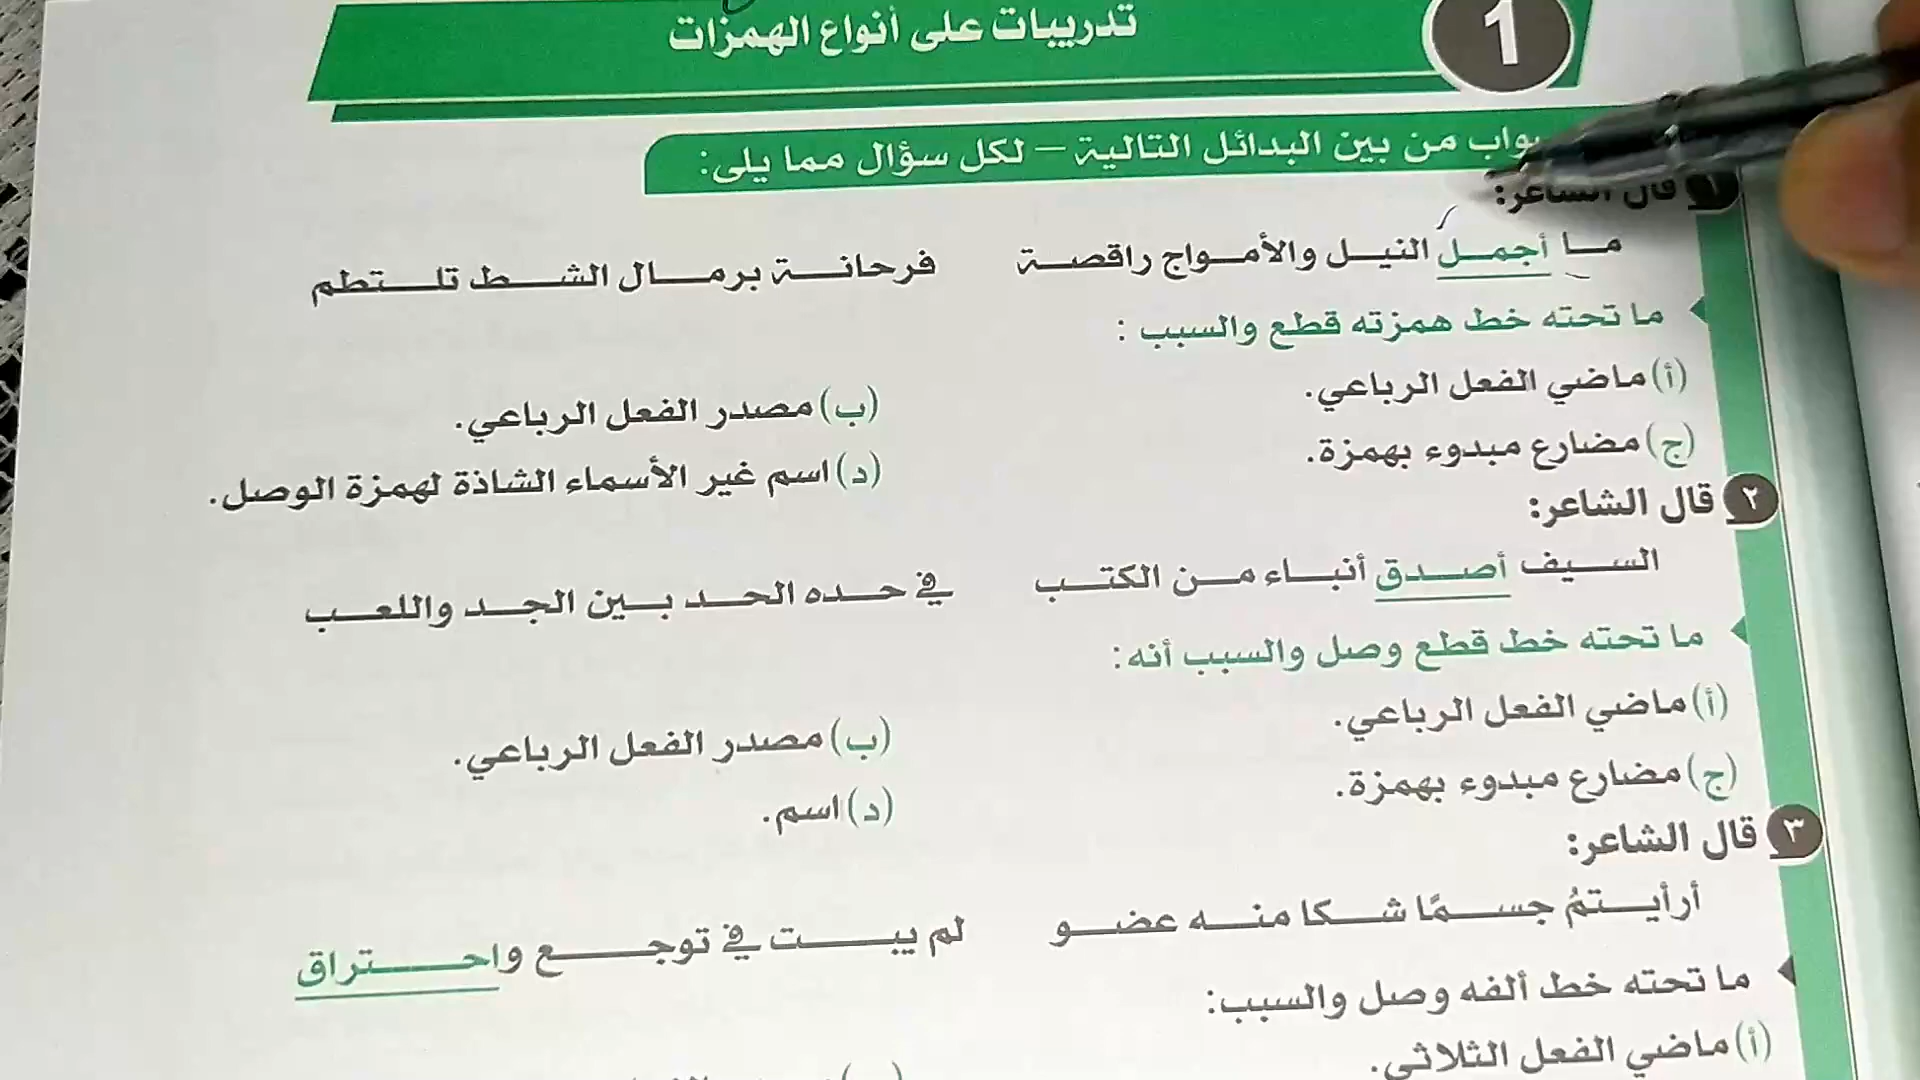 1
تدريبات على أنواع الهمزات
من بين البدائل التالية – لكل سؤال مما يلى:
١ قال الشاعر:
ما أجمل النيل والأمواج راقصة فرحانة برمال الشط تلتطم
ما تحته خط همزته قطع والسبب :
(أ) ماضي الفعل الرباعي.
(ب) مصدر الفعل الرباعي.
(ج) مضارع مبدوء بهمزة.
(د) اسم غير الأسماء الشاذة لهمزة الوصل.
٢ قال الشاعر:
السيف أصدق أنباء من الكتب في حده الحد بين الجد واللعب
ما تحته خط قطع وصل والسبب أنه:
(أ) ماضي الفعل الرباعي.
(ب) مصدر الفعل الرباعي.
(ج) مضارع مبدوء بهمزة.
(د) اسم.
٣ قال الشاعر:
أرأيتمُ جسمًا شكا منه عضو لم يبت في توجع واحتراق
ما تحته خط ألفه وصل والسبب:
(أ) ماضي الفعل الثلاثي.